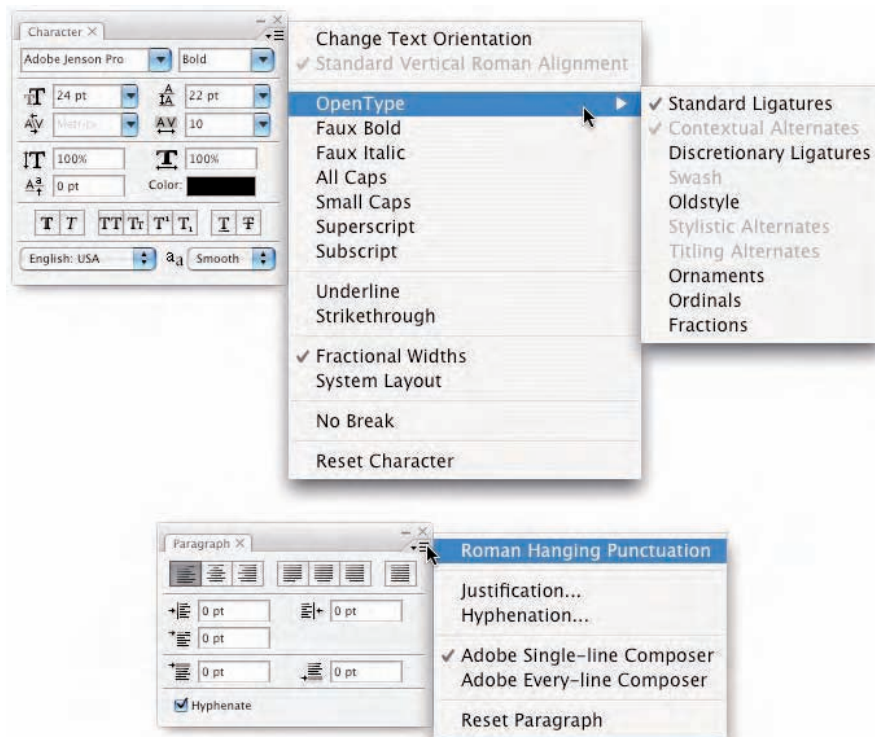 Character ×
Adobe Jenson Pro Bold
24 pt 22 pt
Metrics 10
100% 100%
0 pt Color:
T T TT Tr T¹ T₁ T T
English: USA aa Smooth
Change Text Orientation
✓ Standard Vertical Roman Alignment
OpenType
Faux Bold
Faux Italic
All Caps
Small Caps
Superscript
Subscript
Underline
Strikethrough
✓ Fractional Widths
System Layout
No Break
Reset Character
✓ Standard Ligatures
✓ Contextual Alternates
Discretionary Ligatures
Swash
Oldstyle
Stylistic Alternates
Titling Alternates
Ornaments
Ordinals
Fractions
Paragraph ×
0 pt 0 pt
0 pt
0 pt 0 pt
Hyphenate
Roman Hanging Punctuation
Justification...
Hyphenation...
✓ Adobe Single-line Composer
Adobe Every-line Composer
Reset Paragraph